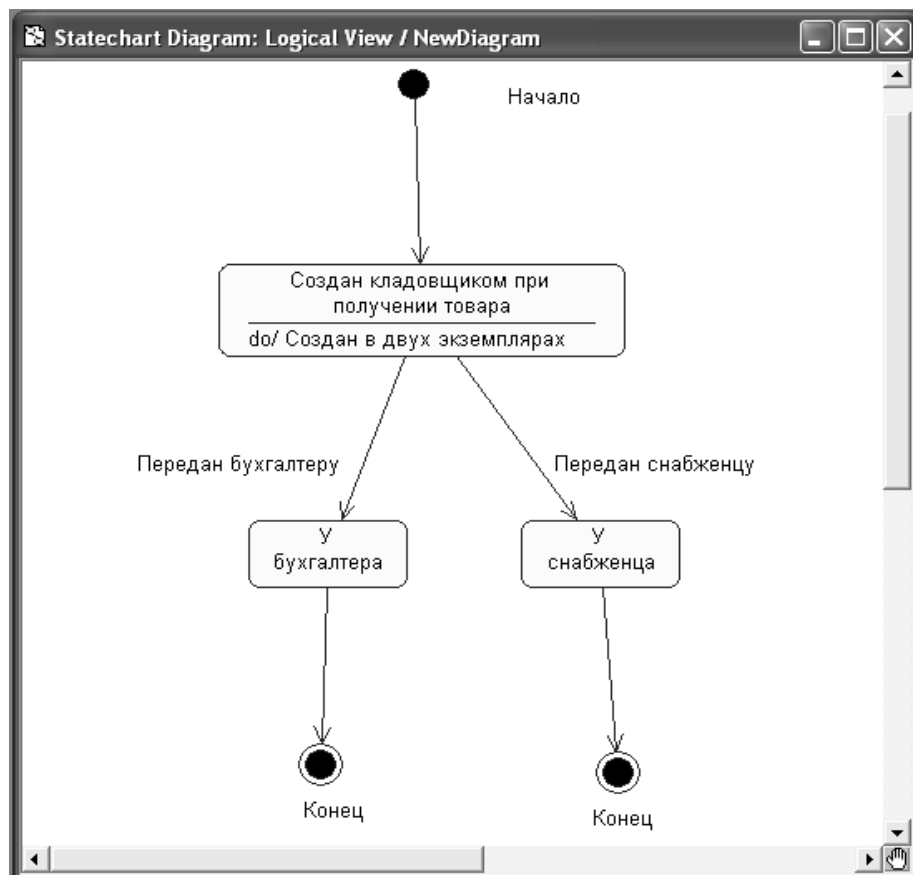 Statechart Diagram: Logical View / NewDiagram
Начало
Создан кладовщиком при
получении товара
do/ Создан в двух экземплярах
Передан бухгалтеру
Передан снабженцу
У
бухгалтера
У
снабженца
Конец
Конец